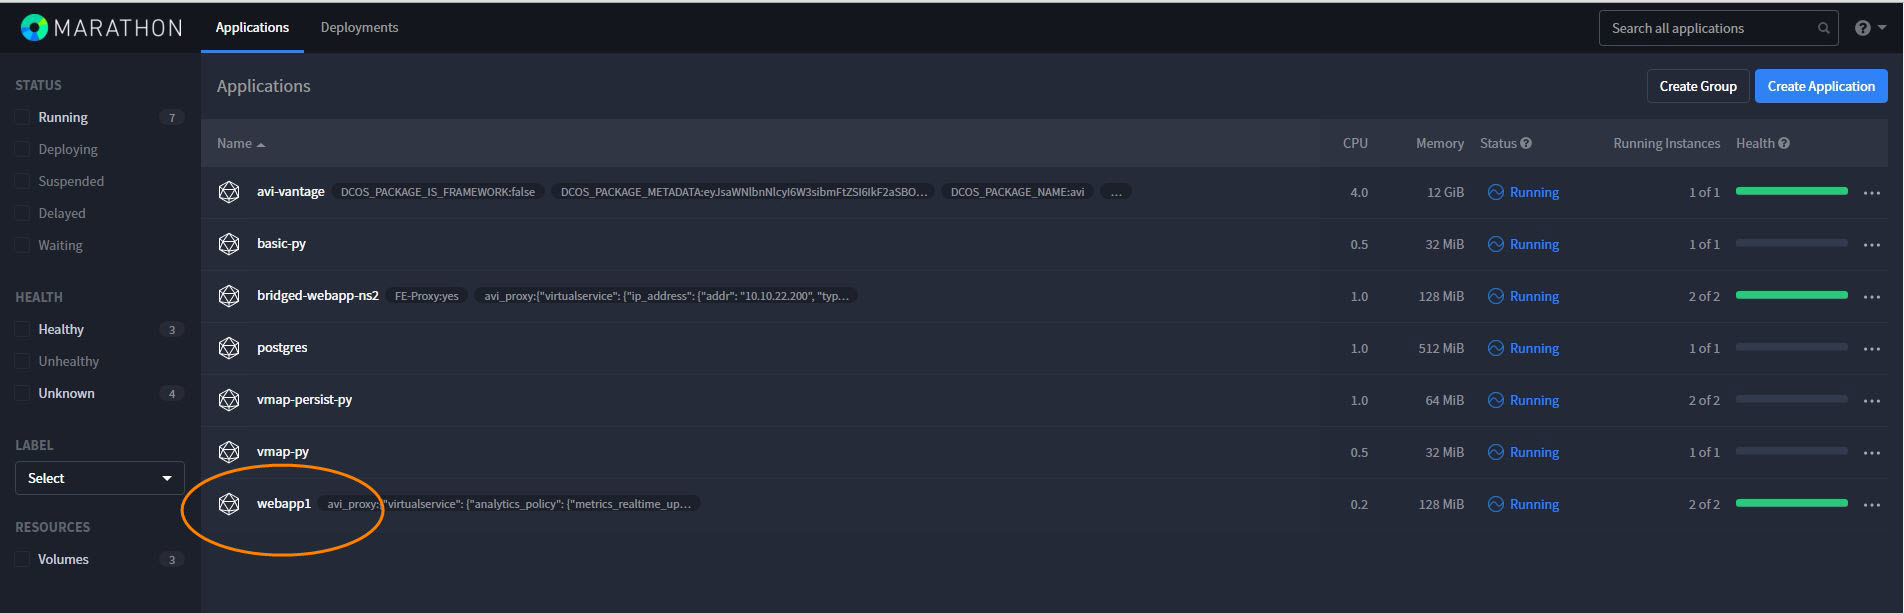 MARATHON Applications Deployments Search all applications
STATUS
Running 7
Deploying
Suspended
Delayed
Waiting
HEALTH
Healthy 3
Unhealthy
Unknown 4
LABEL
Select
RESOURCES
Volumes 3
Applications Create Group Create Application
Name CPU Memory Status Running Instances Health
avi-vantage DCOS_PACKAGE_IS_FRAMEWORK:false DCOS_PACKAGE_METADATA:eyJsaWNlbnNlcyI6W3sibmFtZSI6IkF2aSBO... DCOS_PACKAGE_NAME:avi ... 4.0 12 GiB Running 1 of 1
basic-py 0.5 32 MiB Running 1 of 1
bridged-webapp-ns2 FE-Proxy:yes avi_proxy:{"virtualservice": {"ip_address": {"addr": "10.10.22.200", "typ... 1.0 128 MiB Running 2 of 2
postgres 1.0 512 MiB Running 1 of 1
vmap-persist-py 1.0 64 MiB Running 2 of 2
vmap-py 0.5 32 MiB Running 1 of 1
webapp1 avi_proxy:{"virtualservice": {"analytics_policy": {"metrics_realtime_up... 0.2 128 MiB Running 2 of 2